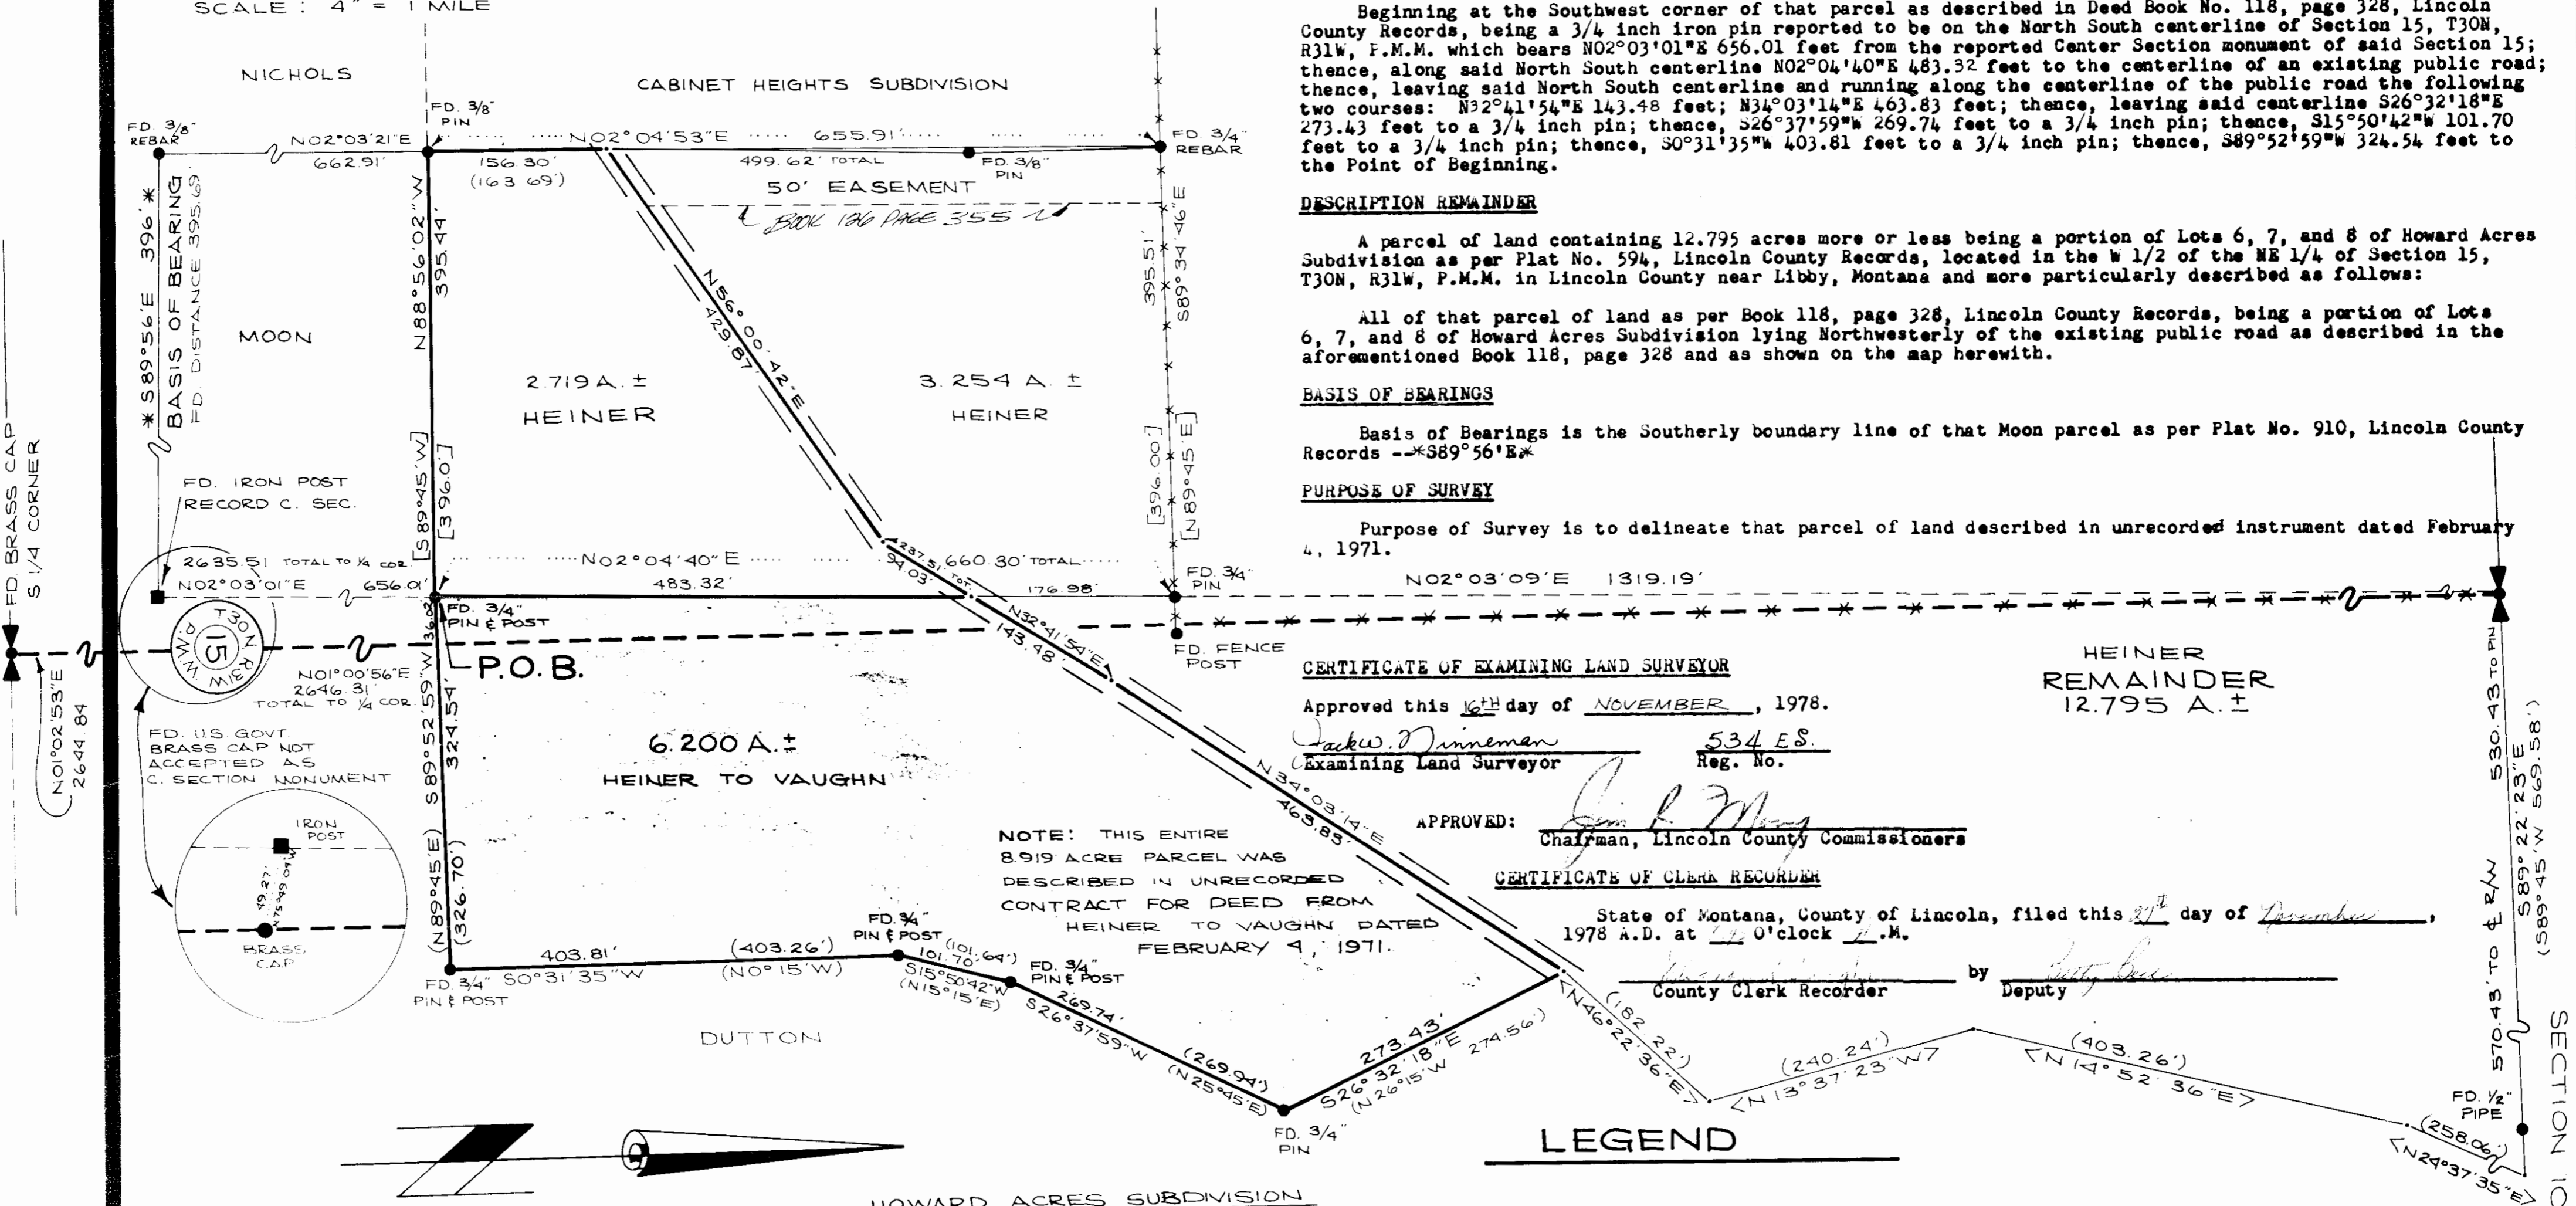 SCALE : 4" = 1 MILE
Beginning at the Southwest corner of that parcel as described in Deed Book No. 118, page 328, Lincoln
County Records, being a 3/4 inch iron pin reported to be on the North South centerline of Section 15, T30N,
R31W, P.M.M. which bears N02°03'01"E 656.01 feet from the reported Center Section monument of said Section 15;
thence, along said North South centerline N02°04'40"E 483.32 feet to the centerline of an existing public road;
thence, leaving said North South centerline and running along the centerline of the public road the following
two courses: N32°41'54"E 143.48 feet; N34°03'14"E 463.83 feet; thence, leaving said centerline S26°32'18"E
273.43 feet to a 3/4 inch pin; thence, S26°37'59"W 269.74 feet to a 3/4 inch pin; thence, S15°50'42"W 101.70
feet to a 3/4 inch pin; thence, S0°31'35"W 403.81 feet to a 3/4 inch pin; thence, S89°52'59"W 324.54 feet to
the Point of Beginning.
DESCRIPTION REMAINDER
A parcel of land containing 12.795 acres more or less being a portion of Lots 6, 7, and 8 of Howard Acres
Subdivision as per Plat No. 594, Lincoln County Records, located in the W 1/2 of the NE 1/4 of Section 15,
T30N, R31W, P.M.M. in Lincoln County near Libby, Montana and more particularly described as follows:
All of that parcel of land as per Book 118, page 328, Lincoln County Records, being a portion of Lots
6, 7, and 8 of Howard Acres Subdivision lying Northwesterly of the existing public road as described in the
aforementioned Book 118, page 328 and as shown on the map herewith.
BASIS OF BEARINGS
Basis of Bearings is the Southerly boundary line of that Moon parcel as per Plat No. 910, Lincoln County
Records --*S89°56'E*
PURPOSE OF SURVEY
Purpose of Survey is to delineate that parcel of land described in unrecorded instrument dated February
4, 1971.
CERTIFICATE OF EXAMINING LAND SURVEYOR
Approved this 16TH day of NOVEMBER, 1978.
Jack W. Ninneman 534 ES.
Examining Land Surveyor Reg. No.
APPROVED:
Chairman, Lincoln County Commissioners
CERTIFICATE OF CLERK RECORDER
State of Montana, County of Lincoln, filed this 27th day of November,
1978 A.D. at O'clock .M.
by
County Clerk Recorder Deputy
NICHOLS
CABINET HEIGHTS SUBDIVISION
FD. 3/8"
REBAR
N02°03'21"E
662.91'
FD. 3/8"
PIN
N02°04'53"E 655.91'
156.30'
(163.69')
499.62' TOTAL
FD. 3/8"
PIN
FD. 3/4"
REBAR
50' EASEMENT
BOOK 126 PAGE 355
*S89°56'E 396'*
BASIS OF BEARING
FD. DISTANCE 395.69'
MOON
N88°56'02"W
395.44'
[S89°45'W]
[396.0']
N56°00'42"E
429.87'
395.51'
S89°34'46"E
[396.00']
[N89°45'E]
2.719 A. ±
HEINER
3.254 A. ±
HEINER
FD. BRASS CAP
S 1/4 CORNER
FD. IRON POST
RECORD C. SEC.
2635.51 TOTAL TO 1/4 COR.
N02°03'01"E 656.01'
N02°04'40"E 660.30' TOTAL
483.32'
176.98'
237.51' TOT.
94.03'
FD. 3/4"
PIN
FD. FENCE
POST
N02°03'09"E 1319.19'
FD. 3/4"
PIN & POST
36.02
P.O.B.
T30N R31W
P.M.M.
15
N01°00'56"E
2646.31
TOTAL TO 1/4 COR.
N01°02'53"E
2644.84
FD. U.S. GOVT.
BRASS CAP NOT
ACCEPTED AS
C. SECTION MONUMENT
IRON
POST
49.27'
N75°49'04"W
BRASS
CAP
S89°52'59"W
324.54'
(N89°45'E)
(326.70')
6.200 A.±
HEINER TO VAUGHN
N32°41'54"E
143.48'
N34°03'14"E
463.83'
NOTE: THIS ENTIRE
8.919 ACRE PARCEL WAS
DESCRIBED IN UNRECORDED
CONTRACT FOR DEED FROM
HEINER TO VAUGHN DATED
FEBRUARY 4, 1971.
HEINER
REMAINDER
12.795 A.±
530.43 TO PIN
570.43' TO ℄ R/W
S89°22'23"E
(S89°45'W 569.58')
FD. 3/4"
PIN & POST
403.81' (403.26')
S0°31'35"W (N0°15'W)
FD. 3/4"
PIN & POST
101.70' (101.64')
S15°50'42"W
(N15°15'E)
FD. 3/4"
PIN & POST
269.74'
S26°37'59"W
(269.94')
(N25°45'E)
FD. 3/4"
PIN
273.43'
S26°32'18"E
(N26°15'W 274.56')
(182.22')
<N46°22'36"E>
(240.24')
<N13°37'23"W>
(403.26')
<N14°52'36"E>
FD. 1/2"
PIPE
(258.06')
<N24°37'35"E>
DUTTON
LEGEND
HOWARD ACRES SUBDIVISION
SECTION 10